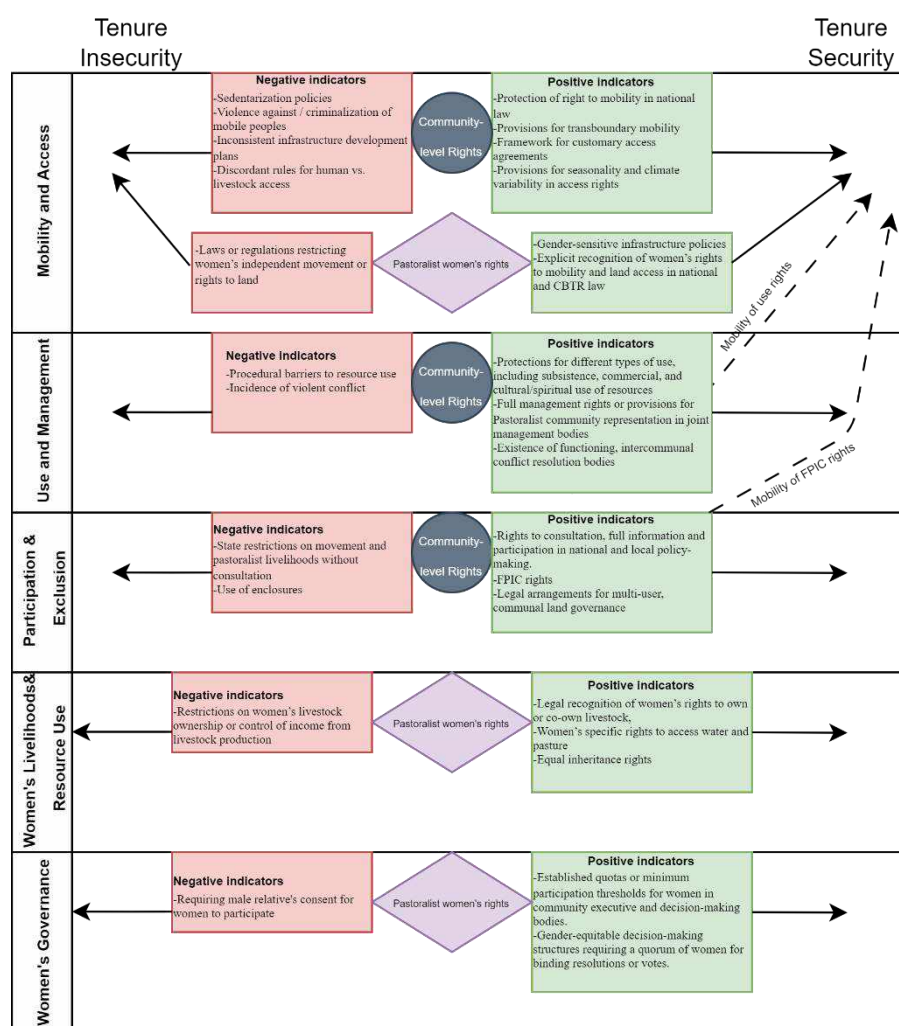 Tenure
Insecurity
Tenure
Security
Mobility and Access
Negative indicators
-Sedentarization policies
-Violence against / criminalization of
mobile peoples
-Inconsistent infrastructure development
plans
-Discordant rules for human vs.
livestock access
Community-
level Rights
Positive indicators
-Protection of right to mobility in national
law
-Provisions for transboundary mobility
-Framework for customary access
agreements
-Provisions for seasonality and climate
variability in access rights
-Laws or regulations restricting
women's independent movement or
rights to land
Pastoralist women's rights
-Gender-sensitive infrastructure policies
-Explicit recognition of women's rights
to mobility and land access in national
and CBTR law
Mobility of use rights
Use and Management
Negative indicators
-Procedural barriers to resource use
-Incidence of violent conflict
Community-
level Rights
Positive indicators
-Protections for different types of use,
including subsistence, commercial, and
cultural/spiritual use of resources
-Full management rights or provisions for
Pastoralist community representation in joint
management bodies
-Existence of functioning, intercommunal
conflict resolution bodies
Mobility of FPIC rights
Participation &
Exclusion
Negative indicators
-State restrictions on movement and
pastoralist livelihoods without
consultation
-Use of enclosures
Community-
level Rights
Positive indicators
-Rights to consultation, full information and
participation in national and local policy-
making.
-FPIC rights
-Legal arrangements for multi-user,
communal land governance
Women's Livelihoods&
Resource Use
Negative indicators
-Restrictions on women's livestock
ownership or control of income from
livestock production
Pastoralist women's rights
Positive indicators
-Legal recognition of women's rights to own
or co-own livestock,
-Women's specific rights to access water and
pasture
-Equal inheritance rights
Women's Governance
Negative indicators
-Requiring male relative's consent for
women to participate
Pastoralist women's rights
Positive indicators
-Established quotas or minimum
participation thresholds for women in
community executive and decision-making
bodies.
-Gender-equitable decision-making
structures requiring a quorum of women for
binding resolutions or votes.